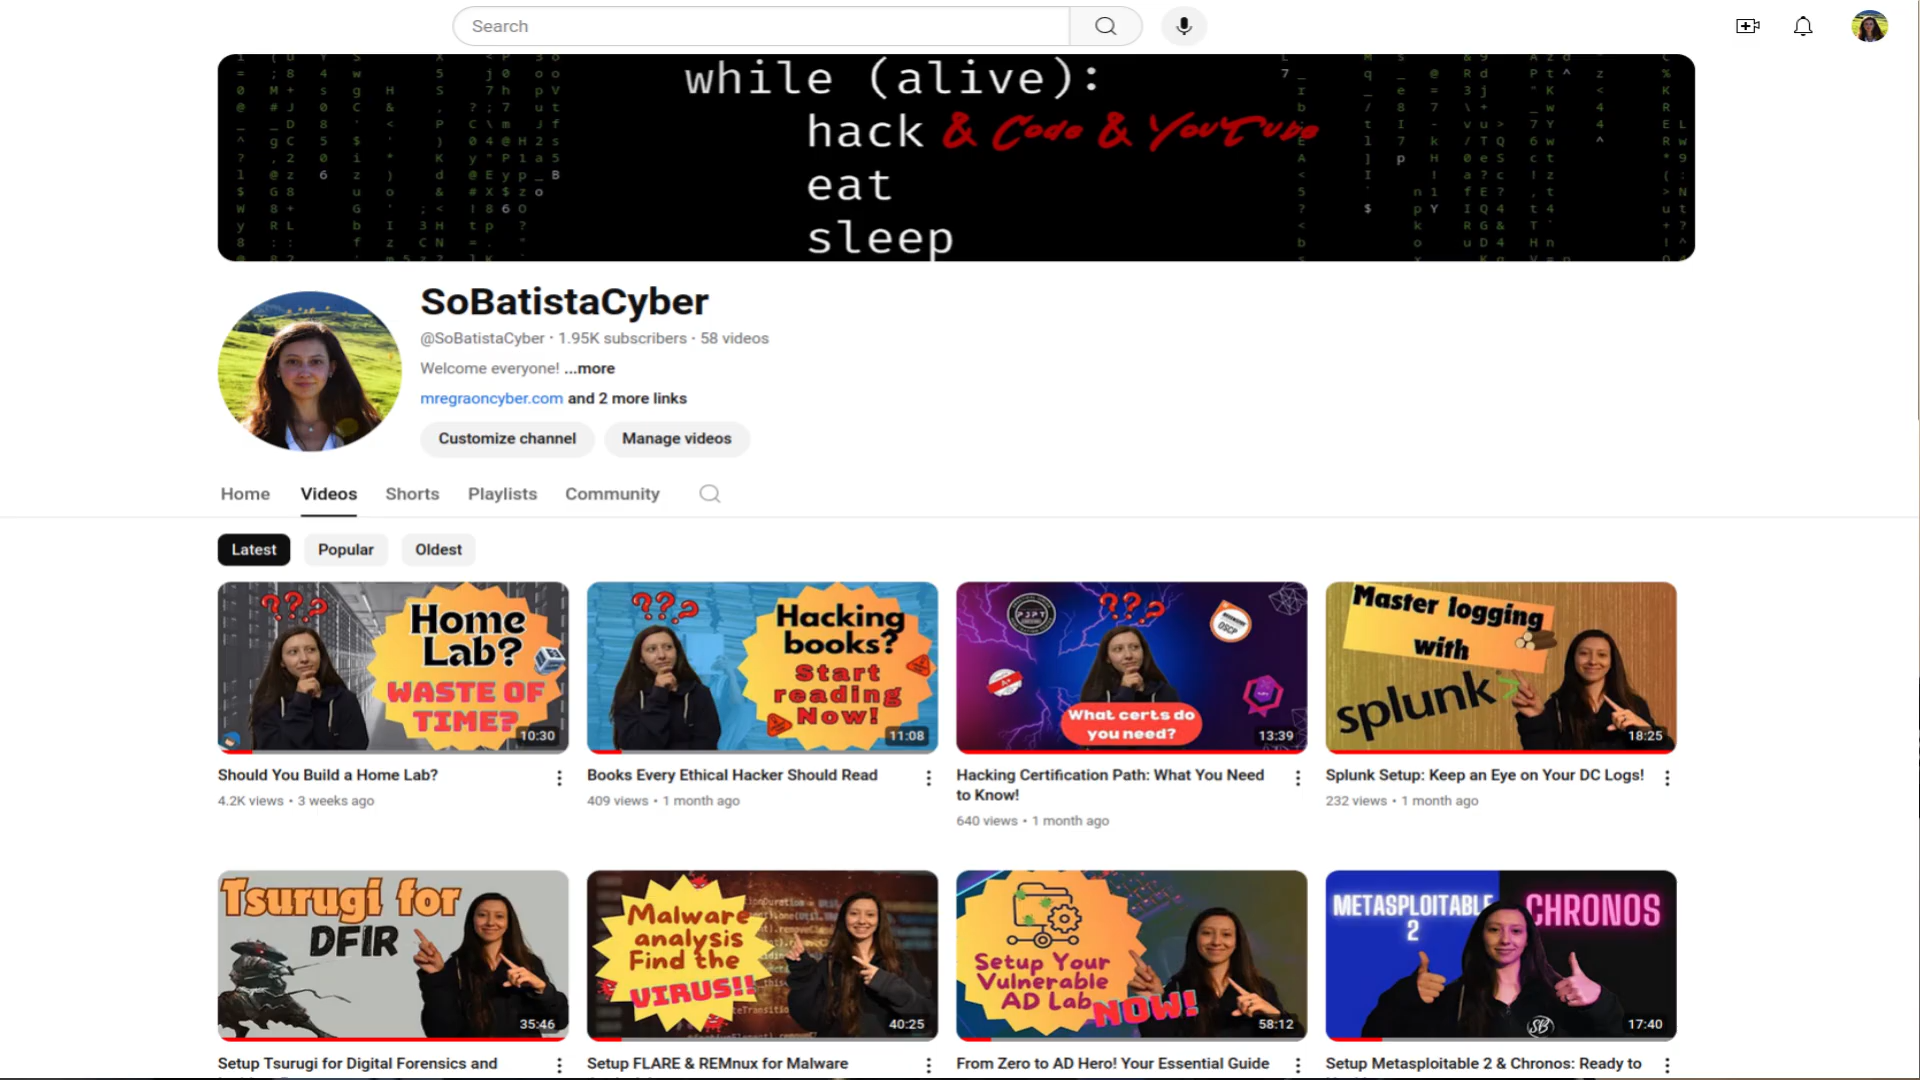 Search
while (alive):
hack & Code & YouTube
eat
sleep
SoBatistaCyber
@SoBatistaCyber · 1.95K subscribers · 58 videos
Welcome everyone! ...more
mregraoncyber.com and 2 more links
Customize channel
Manage videos
Home
Videos
Shorts
Playlists
Community
Latest
Popular
Oldest
???
Home
Lab?
WASTE OF
TIME?
10:30
Should You Build a Home Lab?
4.2K views • 3 weeks ago
???
Hacking
books?
Start
reading
Now!
11:08
Books Every Ethical Hacker Should Read
409 views • 1 month ago
PJPT
???
OSCP
A+
What certs do
you need?
13:39
Hacking Certification Path: What You Need
to Know!
640 views • 1 month ago
Master logging
with
splunk>
18:25
Splunk Setup: Keep an Eye on Your DC Logs!
232 views • 1 month ago
Tsurugi for
DFIR
35:46
Setup Tsurugi for Digital Forensics and
Malware
analysis
Find the
VIRUS!!
40:25
Setup FLARE & REMnux for Malware
Setup Your
Vulnerable
AD Lab
NOW!
58:12
From Zero to AD Hero! Your Essential Guide
METASPLOITABLE
2
CHRONOS
SB
17:40
Setup Metasploitable 2 & Chronos: Ready to